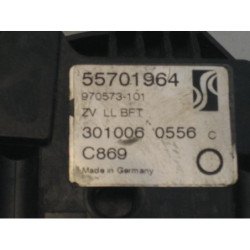 55701964
970573-101
ZV LL BFT
301006 0556 C
C869
Made in Germany